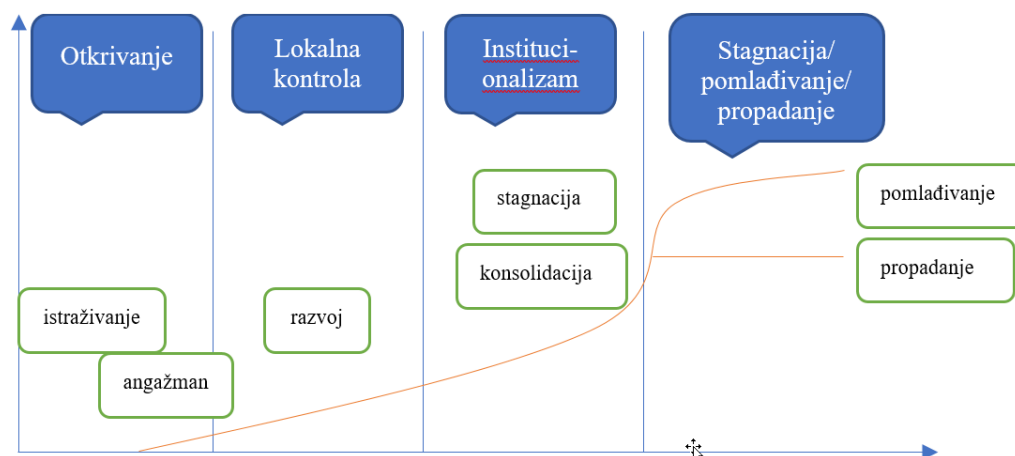 Otkrivanje
Lokalna
kontrola
Instituci-
onalizam
Stagnacija/
pomlađivanje/
propadanje
stagnacija
pomlađivanje
konsolidacija
propadanje
istraživanje
razvoj
angažman